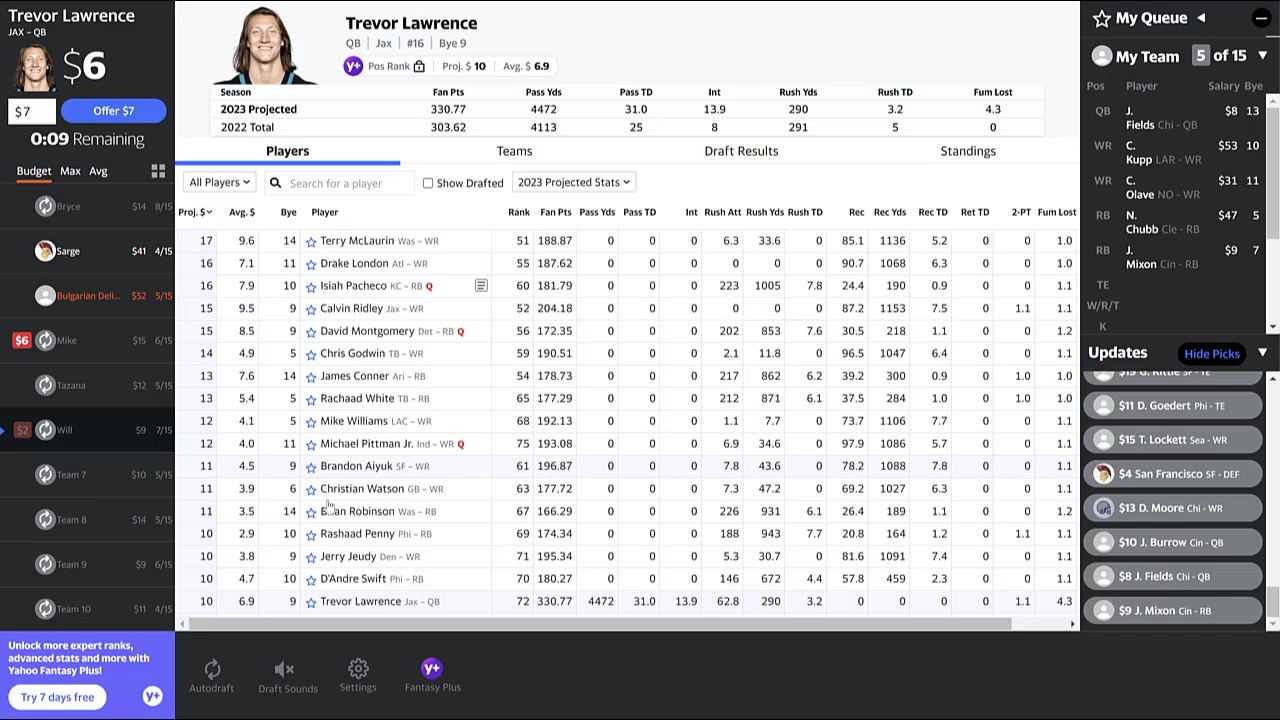 Trevor Lawrence
JAX – QB
$6
$7
Offer $7
0:09 Remaining
Budget Max Avg
Bryce $14 8/15
Sarge $41 4/15
Bulgarian Deli... $52 5/15
$6 Mike $15 6/15
Tazana $12 5/15
$2 Will $9 7/15
Team 7 $10 5/15
Team 8 $14 5/15
Team 9 $9 6/15
Team 10 $11 4/15
Unlock more expert ranks,
advanced stats and more with
Yahoo Fantasy Plus!
Try 7 days free
y+
Trevor Lawrence
QB | Jax | #16 | Bye 9
y+ Pos Rank | Proj. $ 10 | Avg. $ 6.9
Season Fan Pts Pass Yds Pass TD Int Rush Yds Rush TD Fum Lost
2023 Projected 330.77 4472 31.0 13.9 290 3.2 4.3
2022 Total 303.62 4113 25 8 291 5 0
Players Teams Draft Results Standings
All Players Search for a player Show Drafted 2023 Projected Stats
Proj. $ Avg. $ Bye Player Rank Fan Pts Pass Yds Pass TD Int Rush Att Rush Yds Rush TD Rec Rec Yds Rec TD Ret TD 2-PT Fum Lost
17 9.6 14 Terry McLaurin Was – WR 51 188.87 0 0 0 6.3 33.6 0 85.1 1136 5.2 0 0 1.0
16 7.1 11 Drake London Atl – WR 55 187.62 0 0 0 0 0 0 90.7 1068 6.3 0 0 1.0
16 7.9 10 Isiah Pacheco KC – RB Q 60 181.79 0 0 0 223 1005 7.8 24.4 190 0.9 0 0 1.1
15 9.5 9 Calvin Ridley Jax – WR 52 204.18 0 0 0 0 0 0 87.2 1153 7.5 0 1.1 1.0
15 8.5 9 David Montgomery Det – RB Q 56 172.35 0 0 0 202 853 7.6 30.5 218 1.1 0 0 1.2
14 4.9 5 Chris Godwin TB – WR 59 190.51 0 0 0 2.1 11.8 0 96.5 1047 6.4 0 0 1.1
13 7.6 14 James Conner Ari – RB 54 178.73 0 0 0 217 862 6.2 39.2 300 0.9 0 1.0 1.0
13 5.4 5 Rachaad White TB – RB 65 177.29 0 0 0 212 871 6.1 37.5 284 1.0 0 1.0 1.0
12 4.1 5 Mike Williams LAC – WR 68 192.13 0 0 0 1.1 7.7 0 73.7 1106 7.7 0 0 1.1
12 4.0 11 Michael Pittman Jr. Ind – WR Q 75 193.08 0 0 0 6.9 34.6 0 97.9 1086 5.7 0 0 1.1
11 4.5 9 Brandon Aiyuk SF – WR 61 196.87 0 0 0 7.8 43.6 0 78.2 1088 7.8 0 0 1.1
11 3.9 6 Christian Watson GB – WR 63 177.72 0 0 0 7.3 47.2 0 69.2 1027 6.3 0 0 1.0
11 3.5 14 Brian Robinson Was – RB 67 166.29 0 0 0 226 931 6.1 26.4 189 1.1 0 0 1.2
10 2.9 10 Rashaad Penny Phi – RB 69 174.34 0 0 0 188 943 7.7 20.8 164 1.2 0 1.1 1.1
10 3.8 9 Jerry Jeudy Den – WR 71 195.34 0 0 0 5.3 30.7 0 81.6 1091 7.4 0 0 1.1
10 4.7 10 D'Andre Swift Phi – RB 70 180.27 0 0 0 146 672 4.4 57.8 459 2.3 0 0 1.1
10 6.9 9 Trevor Lawrence Jax – QB 72 330.77 4472 31.0 13.9 62.8 290 3.2 0 0 0 0 1.1 4.3
Autodraft Draft Sounds Settings y+ Fantasy Plus
My Queue
My Team 5 of 15
Pos Player Salary Bye
QB J. Fields Chi - QB $8 13
WR C. Kupp LAR - WR $53 10
WR C. Olave NO - WR $31 11
RB N. Chubb Cle - RB $47 5
RB J. Mixon Cin - RB $9 7
TE
W/R/T
K
Updates Hide Picks
$19 G. Kittle SF - TE
$11 D. Goedert Phi - TE
$15 T. Lockett Sea - WR
$4 San Francisco SF - DEF
$13 D. Moore Chi - WR
$10 J. Burrow Cin - QB
$8 J. Fields Chi - QB
$9 J. Mixon Cin - RB